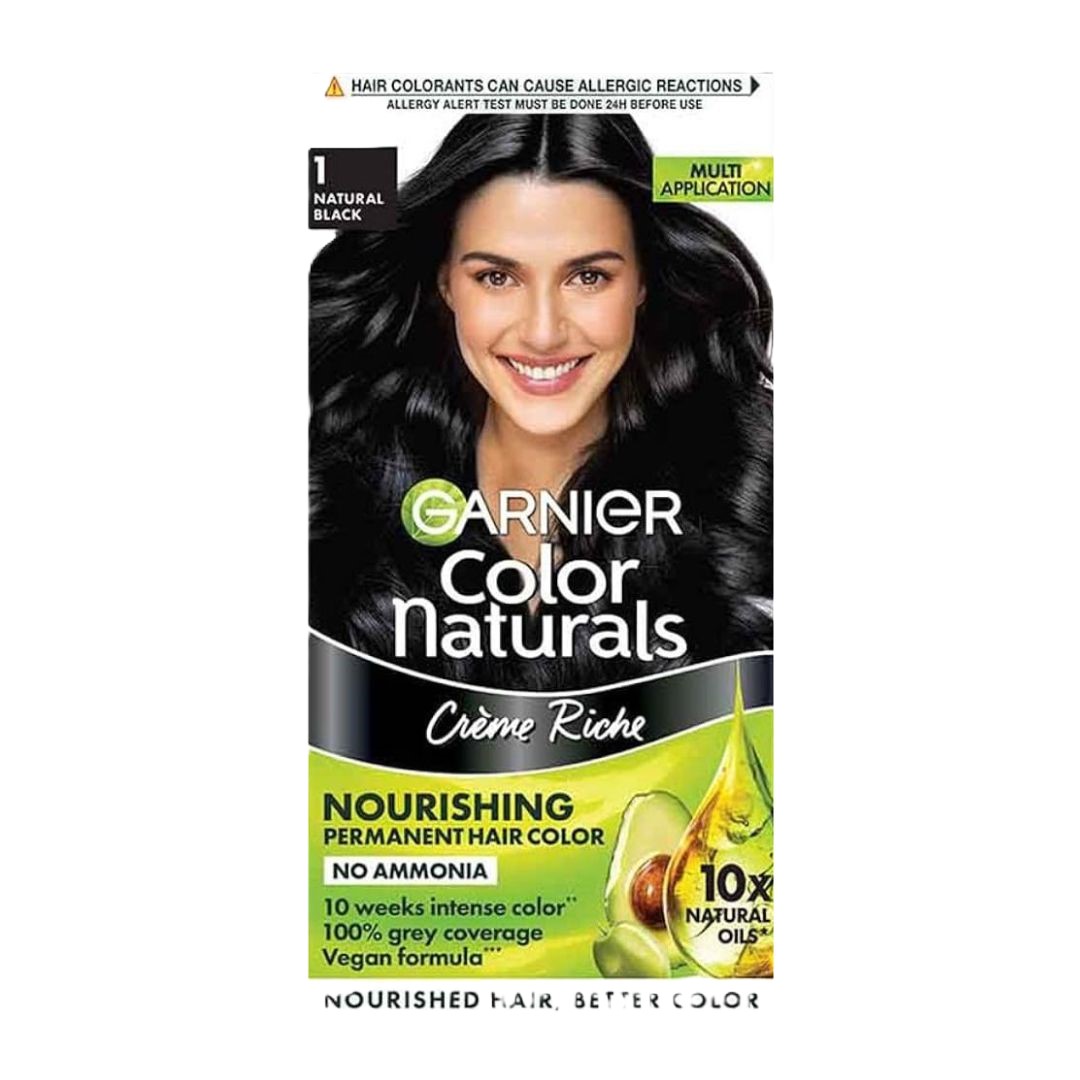 ⚠ HAIR COLORANTS CAN CAUSE ALLERGIC REACTIONS
ALLERGY ALERT TEST MUST BE DONE 24H BEFORE USE
1
NATURAL
BLACK
MULTI
APPLICATION
GARNIER
Color
Naturals
Crème Riche
NOURISHING
PERMANENT HAIR COLOR
NO AMMONIA
10 weeks intense color**
100% grey coverage
Vegan formula***
10x
NATURAL
OILS*
NOURISHED HAIR, BETTER COLOR